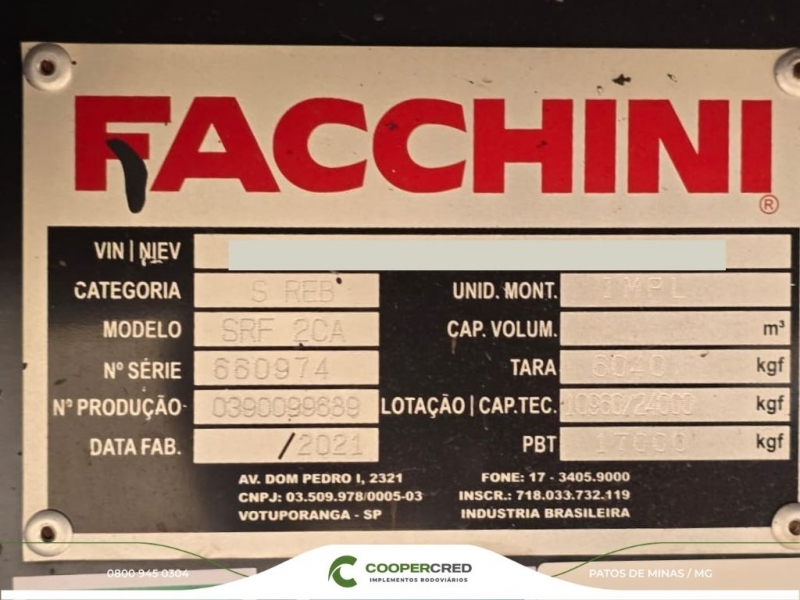 FACCHINI ®
VIN | NIEV
CATEGORIA S REB UNID. MONT. IMPL
MODELO SRF 2CA CAP. VOLUM. m³
Nº SÉRIE 660974 TARA 6040 kgf
Nº PRODUÇÃO 0390099689 LOTAÇÃO | CAP.TEC. 10960/24000 kgf
DATA FAB. /2021 PBT 17000 kgf
AV. DOM PEDRO I, 2321 FONE: 17 - 3405.9000
CNPJ: 03.509.978/0005-03 INSCR.: 718.033.732.119
VOTUPORANGA - SP INDÚSTRIA BRASILEIRA
0800 945 0304 COOPERCRED PATOS DE MINAS / MG
IMPLEMENTOS RODOVIÁRIOS